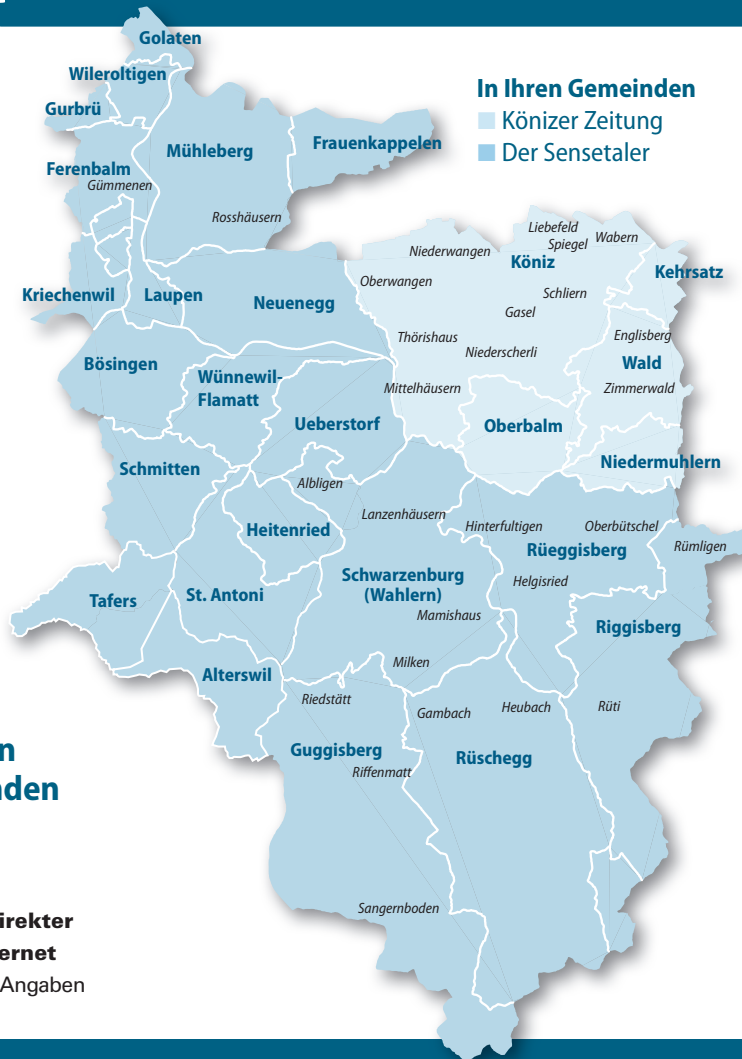 Golaten
Wileroltigen
In Ihren Gemeinden
Könizer Zeitung
Der Sensetaler
Gurbrü
Mühleberg
Frauenkappelen
Ferenbalm
Gümmenen
Rosshäusern
Liebefeld
Spiegel
Wabern
Niederwangen
Köniz
Kehrsatz
Oberwangen
Schliern
Kriechenwil
Laupen
Neuenegg
Gasel
Thörishaus
Niederscherli
Englisberg
Wald
Zimmerwald
Bösingen
Wünnewil-
Flamatt
Mittelhäusern
Ueberstorf
Oberbalm
Schmitten
Albligen
Niedermuhlern
Lanzenhäusern
Heitenried
Hinterfultigen
Oberbütschel
Rüeggisberg
Rümligen
Schwarzenburg
(Wahlern)
Helgisried
Tafers
St. Antoni
Mamishaus
Riggisberg
Alterswil
Milken
Riedstätt
Gambach
Heubach
Rüti
Guggisberg
Riffenmatt
Rüschegg
Sangernboden
Angaben